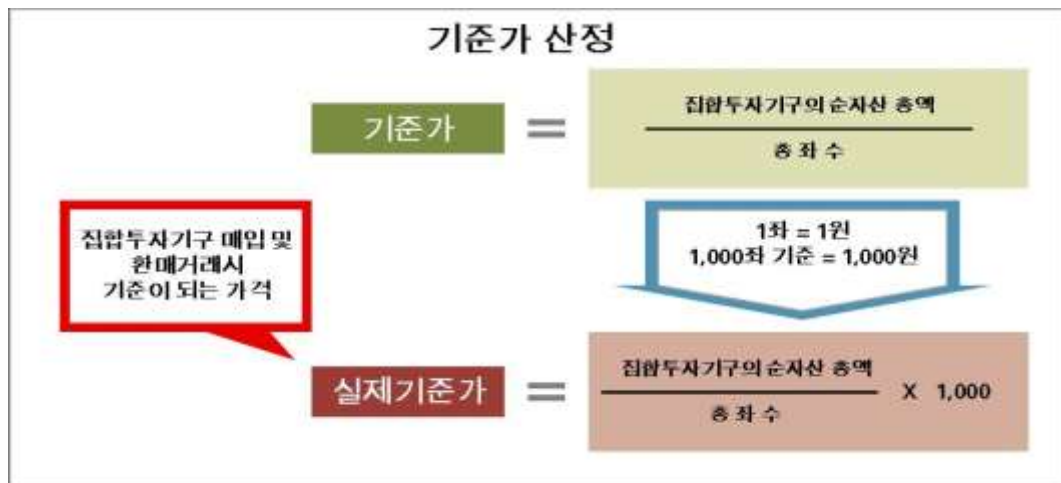 기준가 산정
기준가
=
집합투자기구의 순자산 총액
총 좌 수
집합투자기구 매입 및
환매거래시
기준이 되는 가격
1좌 = 1원
1,000좌 기준 = 1,000원
실제기준가
=
집합투자기구의 순자산 총액
총 좌 수
X 1,000